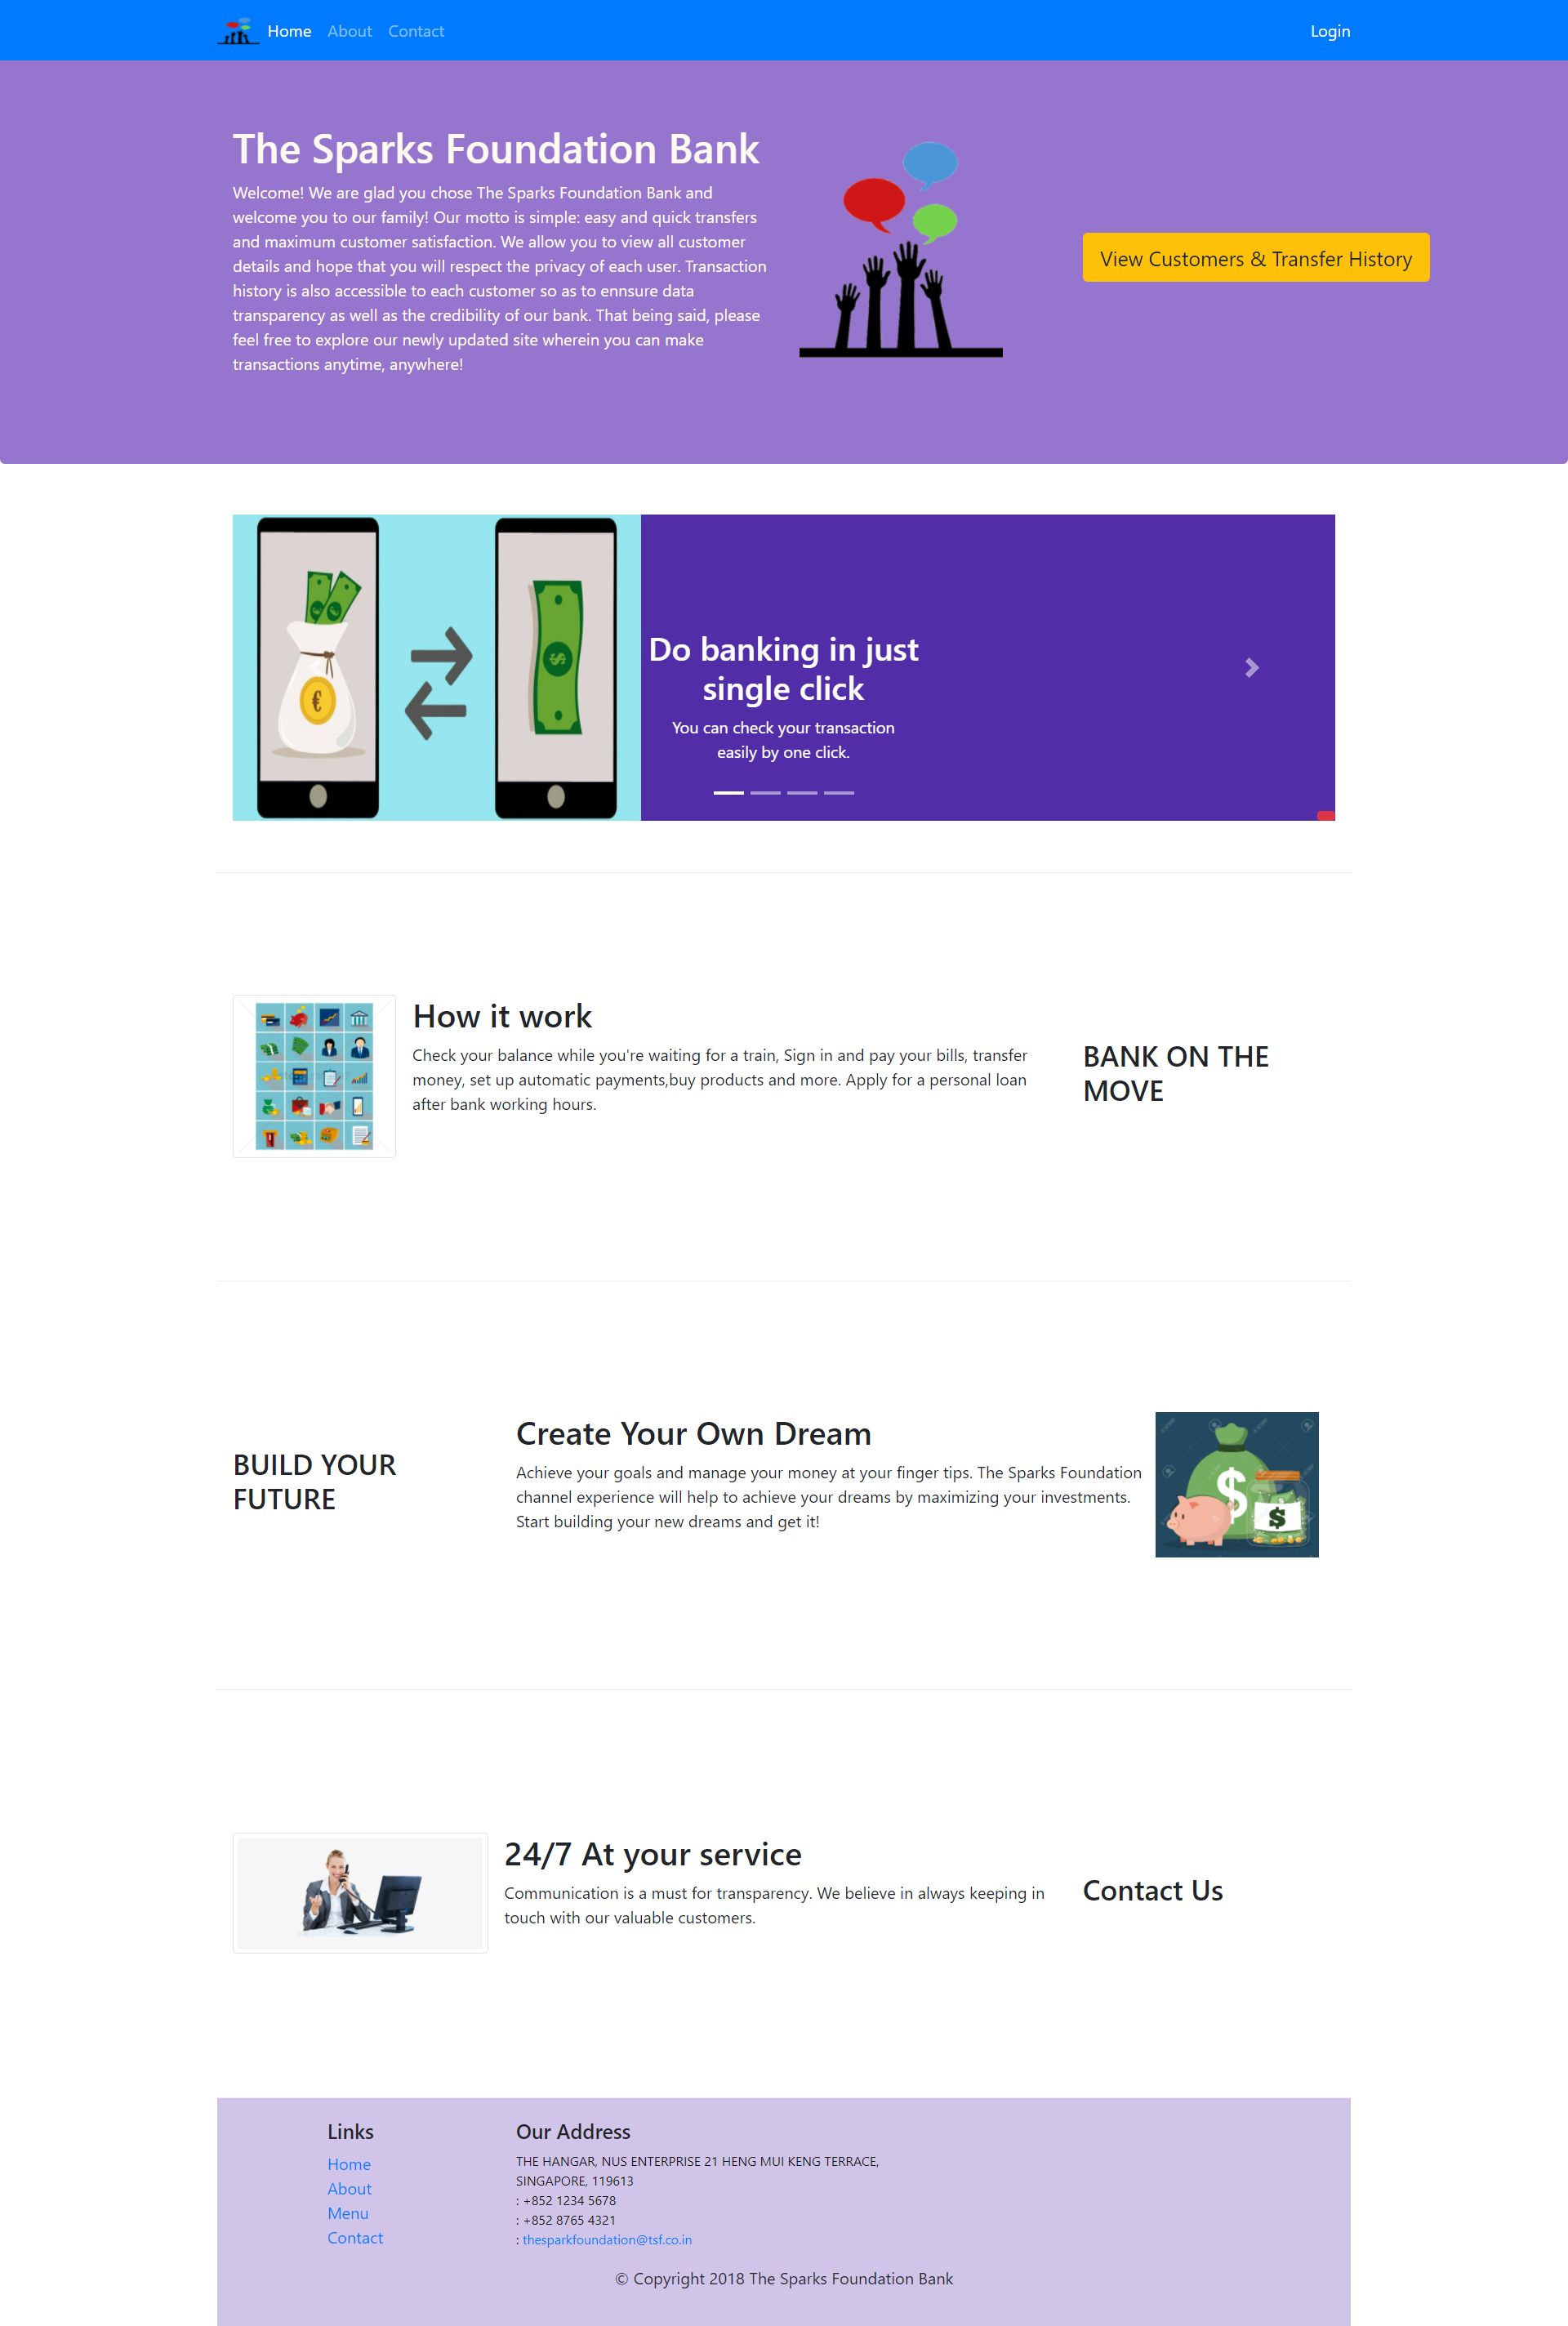 Home About Contact Login
The Sparks Foundation Bank
Welcome! We are glad you chose The Sparks Foundation Bank and
welcome you to our family! Our motto is simple: easy and quick transfers
and maximum customer satisfaction. We allow you to view all customer
details and hope that you will respect the privacy of each user. Transaction
history is also accessible to each customer so as to ennsure data
transparency as well as the credibility of our bank. That being said, please
feel free to explore our newly updated site wherein you can make
transactions anytime, anywhere!
View Customers & Transfer History
€
$
Do banking in just
single click
You can check your transaction
easily by one click.
How it work
Check your balance while you're waiting for a train, Sign in and pay your bills, transfer
money, set up automatic payments,buy products and more. Apply for a personal loan
after bank working hours.
BANK ON THE
MOVE
BUILD YOUR
FUTURE
Create Your Own Dream
Achieve your goals and manage your money at your finger tips. The Sparks Foundation
channel experience will help to achieve your dreams by maximizing your investments.
Start building your new dreams and get it!
$
$
24/7 At your service
Communication is a must for transparency. We believe in always keeping in
touch with our valuable customers.
Contact Us
Links
Home
About
Menu
Contact
Our Address
THE HANGAR, NUS ENTERPRISE 21 HENG MUI KENG TERRACE,
SINGAPORE, 119613
: +852 1234 5678
: +852 8765 4321
: thesparkfoundation@tsf.co.in
© Copyright 2018 The Sparks Foundation Bank